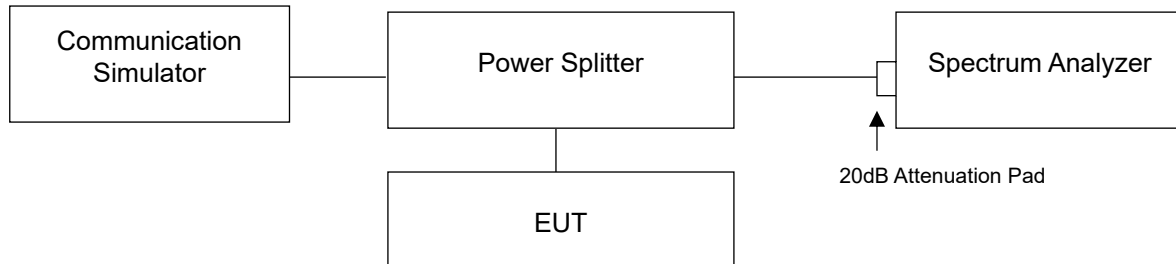 Communication
Simulator
Power Splitter
Spectrum Analyzer
20dB Attenuation Pad
EUT